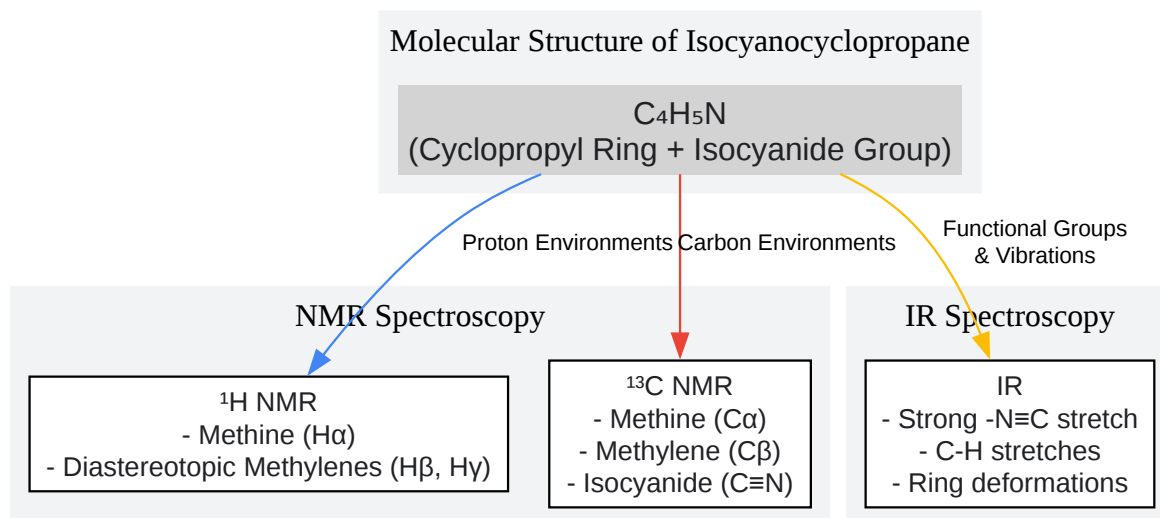 Molecular Structure of Isocyanocyclopropane
C₄H₅N
(Cyclopropyl Ring + Isocyanide Group)
Proton Environments
Carbon Environments
Functional Groups
& Vibrations
NMR Spectroscopy
¹H NMR
- Methine (Hα)
- Diastereotopic Methylenes (Hβ, Hγ)
¹³C NMR
- Methine (Cα)
- Methylene (Cβ)
- Isocyanide (C≡N)
IR Spectroscopy
IR
- Strong -N≡C stretch
- C-H stretches
- Ring deformations